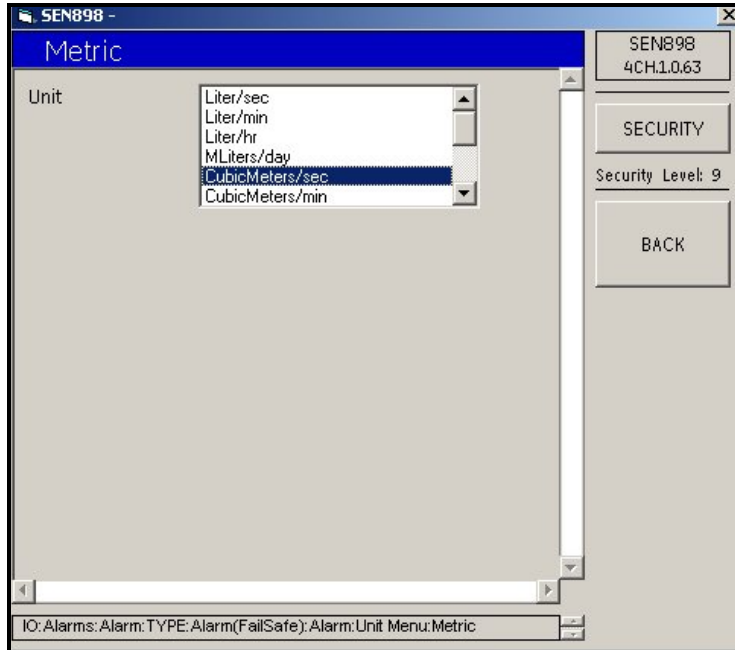 SEN898 -
Metric
SEN898
4CH.1.0.63
Unit
Liter/sec
Liter/min
Liter/hr
MLiters/day
CubicMeters/sec
CubicMeters/min
SECURITY
Security Level: 9
BACK
IO:Alarms:Alarm:TYPE:Alarm(FailSafe):Alarm:Unit Menu:Metric